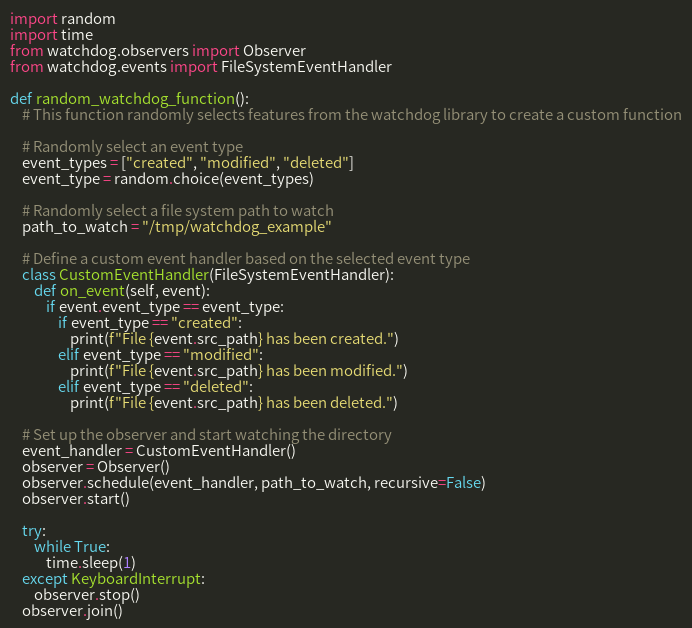 import random
import time
from watchdog.observers import Observer
from watchdog.events import FileSystemEventHandler

def random_watchdog_function():
    # This function randomly selects features from the watchdog library to create a custom function

    # Randomly select an event type
    event_types = ["created", "modified", "deleted"]
    event_type = random.choice(event_types)

    # Randomly select a file system path to watch
    path_to_watch = "/tmp/watchdog_example"

    # Define a custom event handler based on the selected event type
    class CustomEventHandler(FileSystemEventHandler):
        def on_event(self, event):
            if event.event_type == event_type:
                if event_type == "created":
                    print(f"File {event.src_path} has been created.")
                elif event_type == "modified":
                    print(f"File {event.src_path} has been modified.")
                elif event_type == "deleted":
                    print(f"File {event.src_path} has been deleted.")

    # Set up the observer and start watching the directory
    event_handler = CustomEventHandler()
    observer = Observer()
    observer.schedule(event_handler, path_to_watch, recursive=False)
    observer.start()

    try:
        while True:
            time.sleep(1)
    except KeyboardInterrupt:
        observer.stop()
    observer.join()